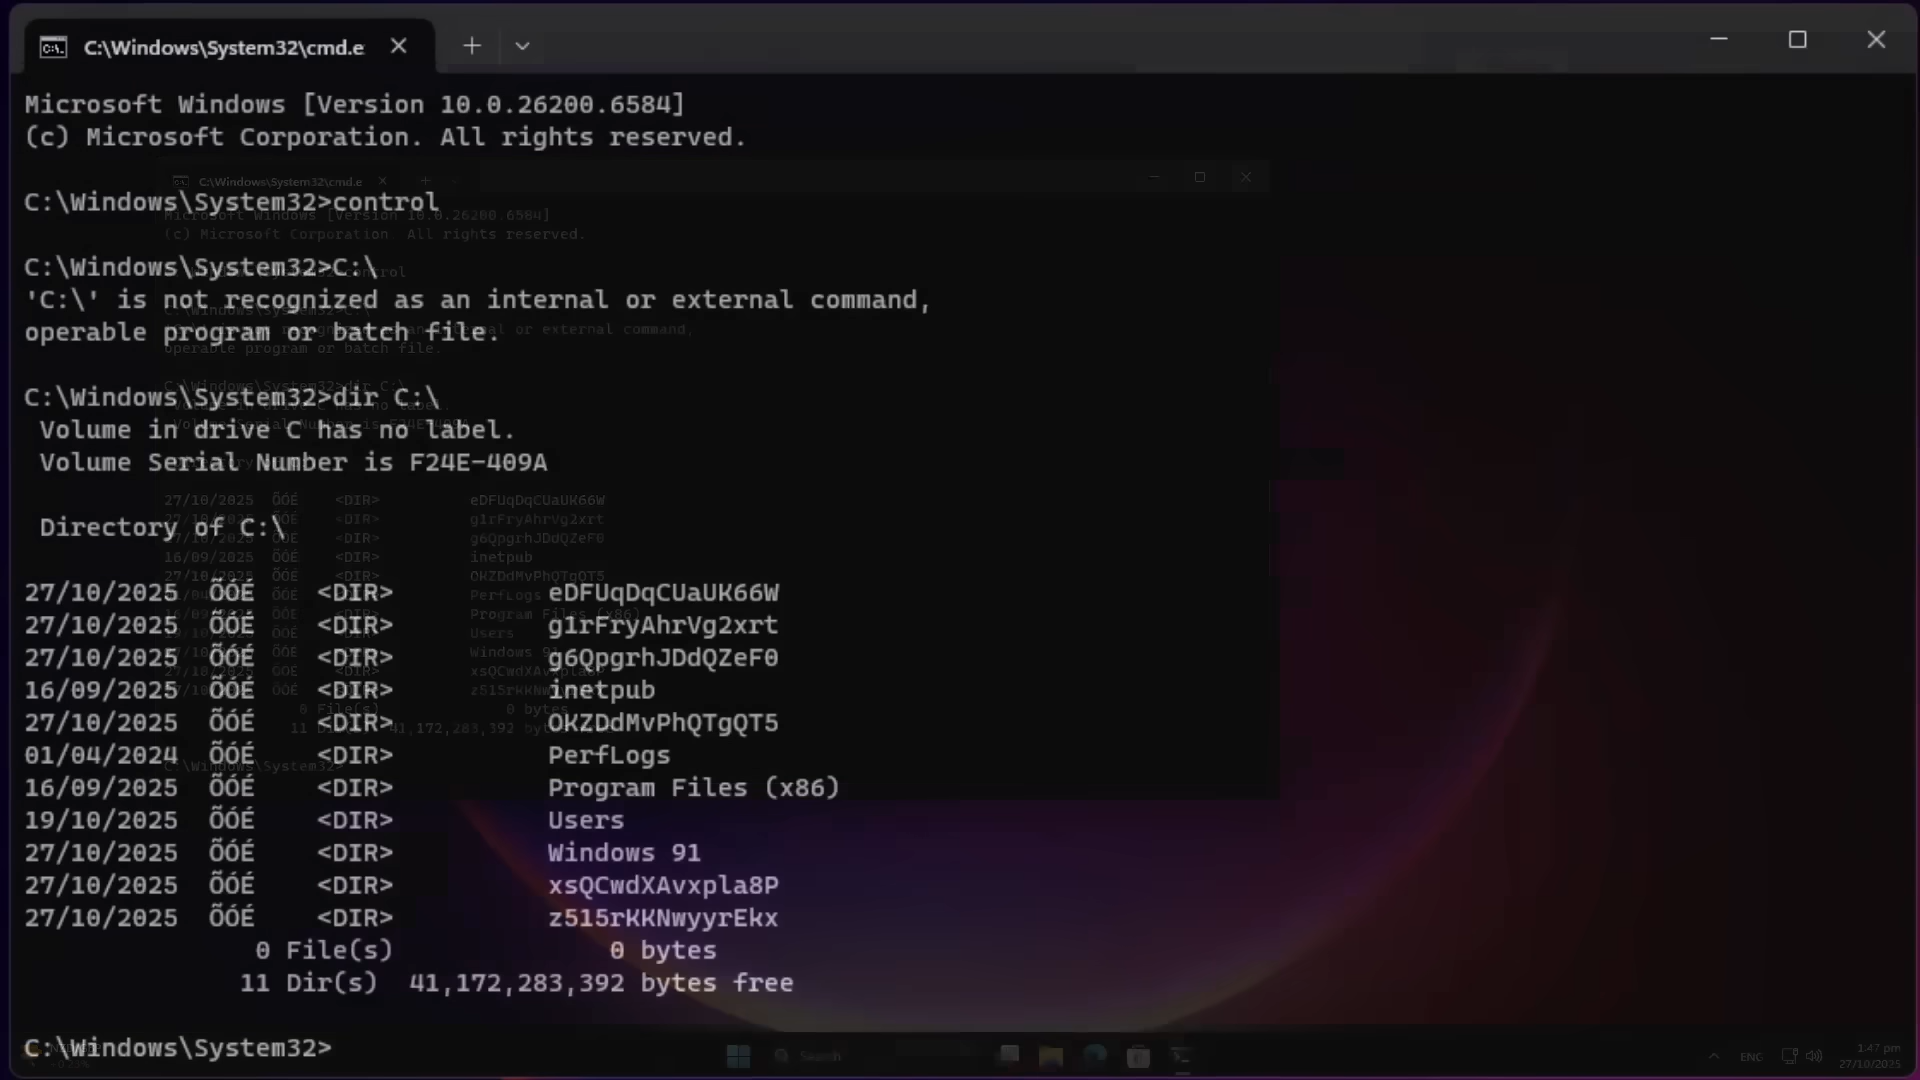 C:\Windows\System32\cmd.e
Microsoft Windows [Version 10.0.26200.6584]
(c) Microsoft Corporation. All rights reserved.
C:\Windows\System32>control
C:\Windows\System32>C:\
'C:\' is not recognized as an internal or external command,
operable program or batch file.
C:\Windows\System32>dir C:\
Volume in drive C has no label.
Volume Serial Number is F24E-409A
Directory of C:\
27/10/2025 ÕÓÉ <DIR> eDFUqDqCUaUK66W
27/10/2025 ÕÓÉ <DIR> g1rFryAhrVg2xrt
27/10/2025 ÕÓÉ <DIR> g6QpgrhJDdQZeF0
16/09/2025 ÕÓÉ <DIR> inetpub
27/10/2025 ÕÓÉ <DIR> OkZDdMvPhQTgQT5
01/04/2024 ÕÓÉ <DIR> PerfLogs
16/09/2025 ÕÓÉ <DIR> Program Files (x86)
19/10/2025 ÕÓÉ <DIR> Users
27/10/2025 ÕÓÉ <DIR> Windows 91
27/10/2025 ÕÓÉ <DIR> xsQCwdXAvxpla8P
27/10/2025 ÕÓÉ <DIR> z515rKKNwyyrEkx
0 File(s) 0 bytes
11 Dir(s) 41,172,283,392 bytes free
C:\Windows\System32>
Search
ENG
1:47 pm
27/10/2025